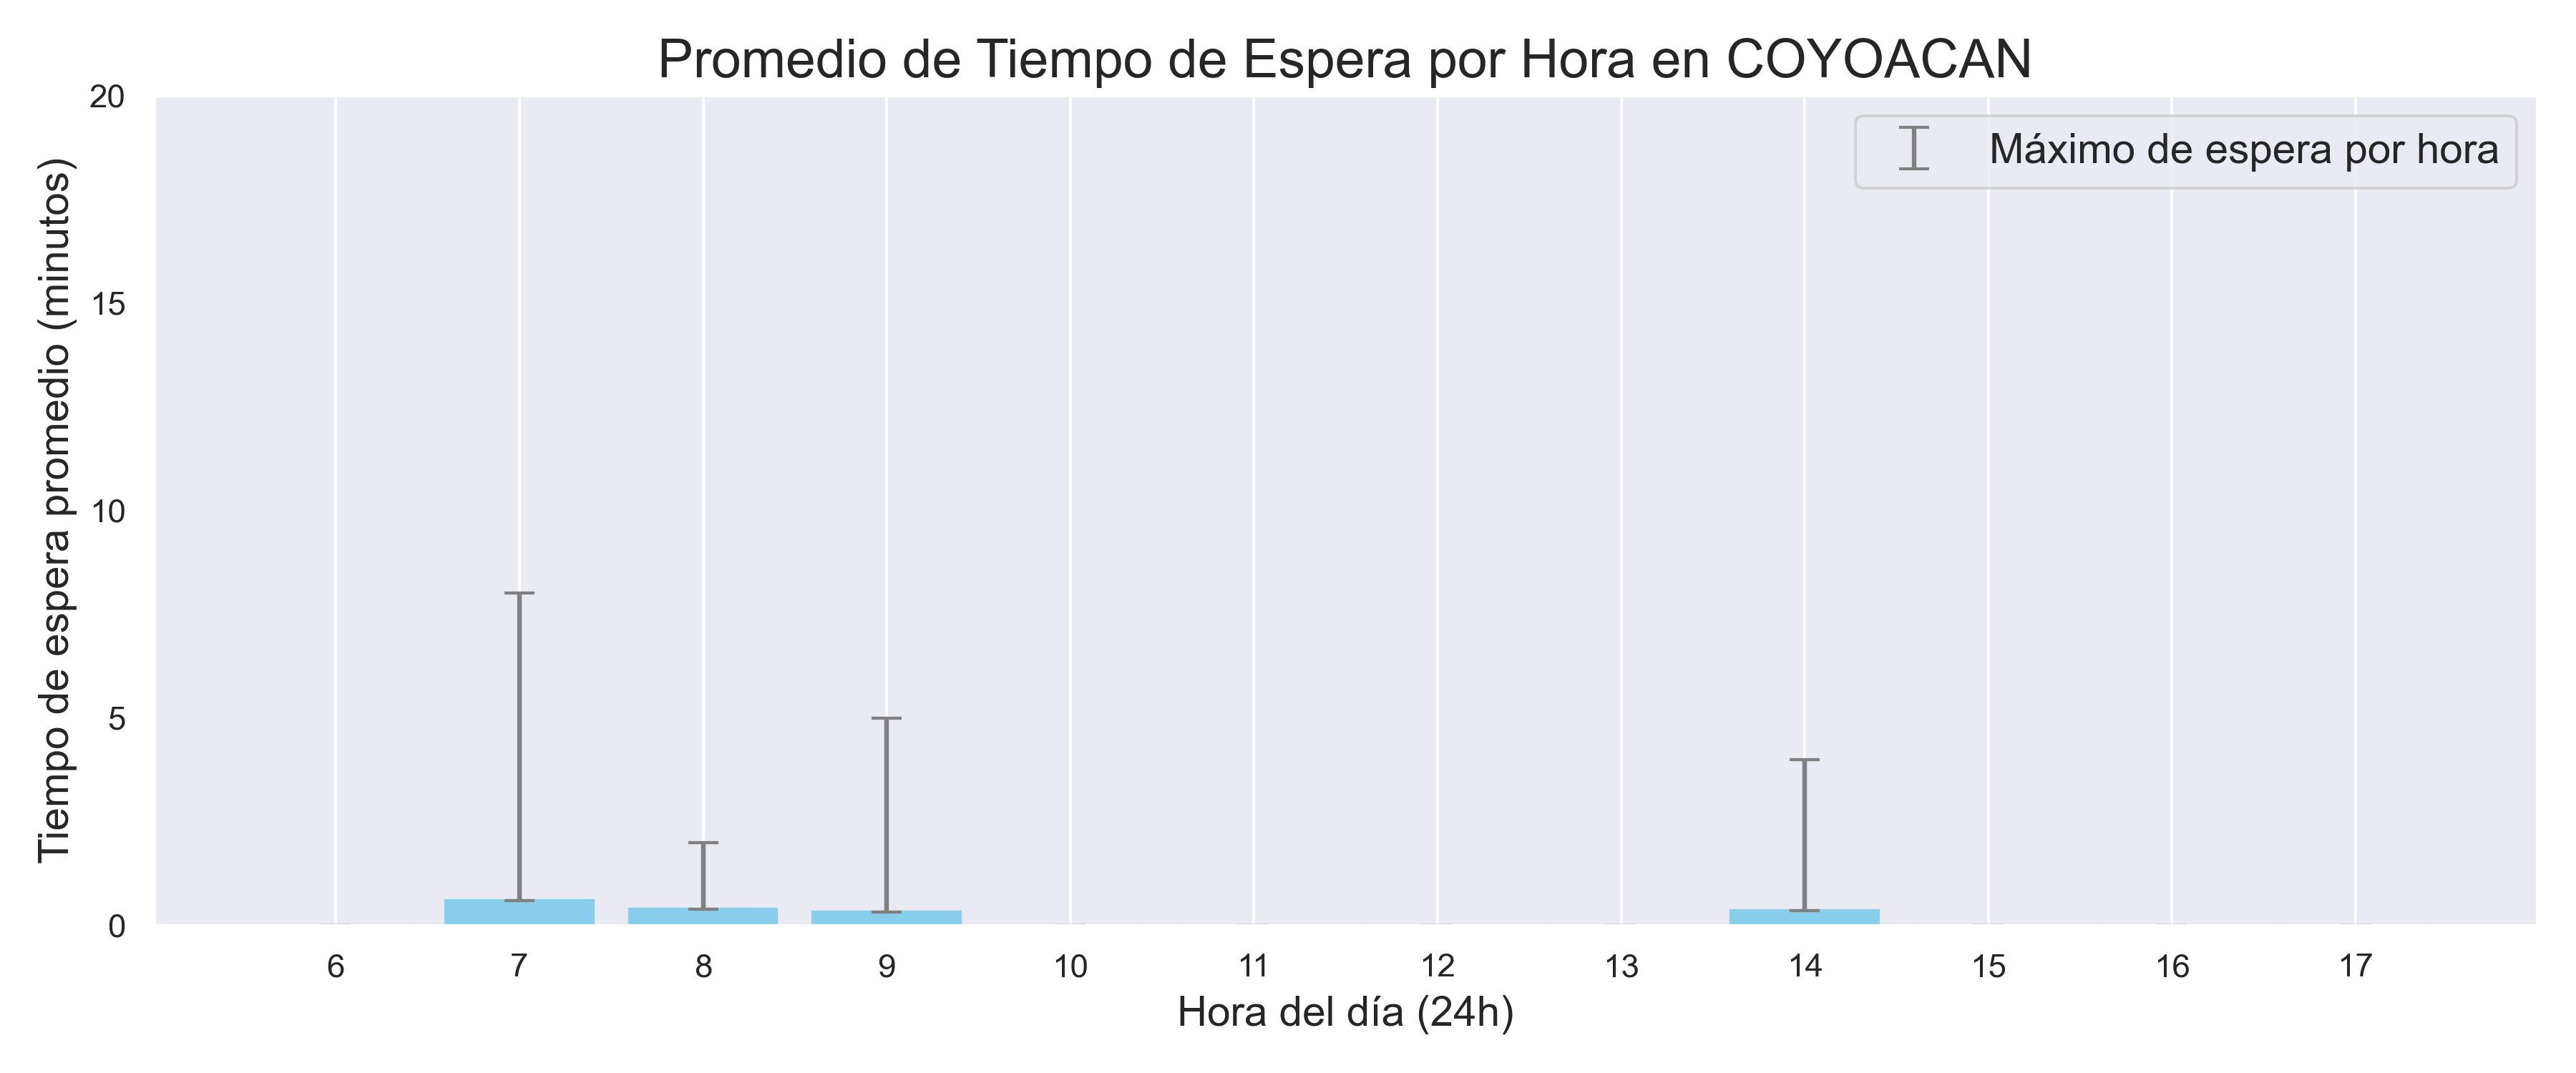 Promedio de Tiempo de Espera por Hora en COYOACAN
Máximo de espera por hora
Tiempo de espera promedio (minutos)
20
15
10
5
0
6 7 8 9 10 11 12 13 14 15 16 17
Hora del día (24h)